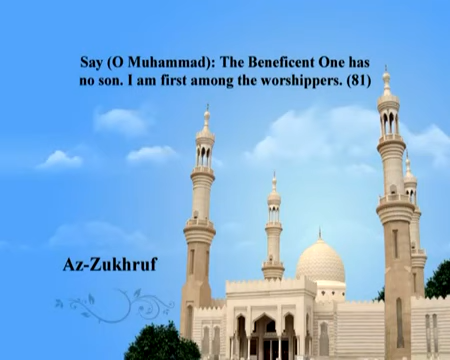 Say (O Muhammad): The Beneficent One has
no son. I am first among the worshippers. (81)
Az-Zukhruf